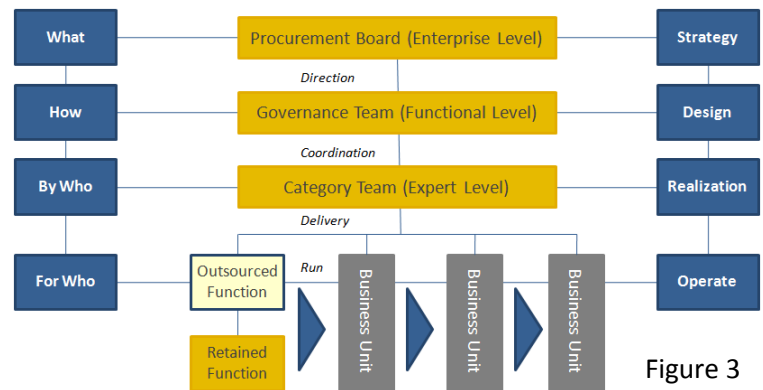 What
Procurement Board (Enterprise Level)
Strategy
Direction
How
Governance Team (Functional Level)
Design
Coordination
By Who
Category Team (Expert Level)
Realization
Delivery
For Who
Outsourced
Function
Run
Business Unit
Business Unit
Business Unit
Operate
Retained
Function
Figure 3